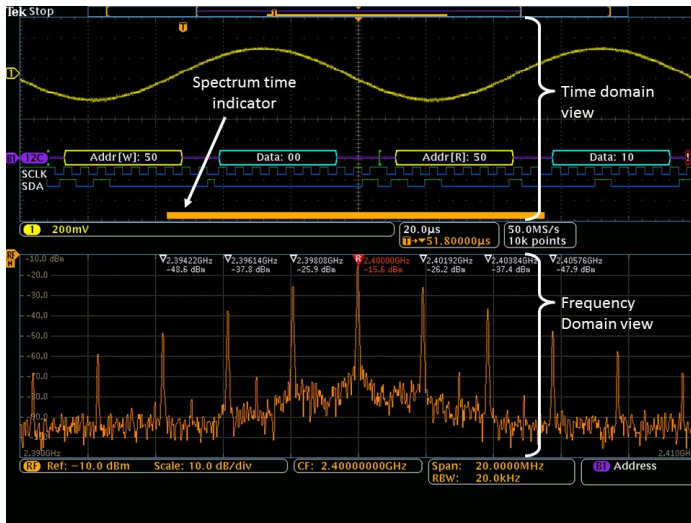 Tek Stop
T
T
Spectrum time
indicator
Time domain
view
1
B1 I2C
Addr[W]: 50
Data: 00
Addr[R]: 50
Data: 10
!
SCLK
SDA
1 200mV
20.0µs
T→▼51.80000µs
50.0MS/s
10k points
RF
-10.0 dBm
-20.0
-30.0
-40.0
-50.0
-60.0
-70.0
-80.0
-90.0
2.39422GHz
-48.6 dBm
2.39614GHz
-37.8 dBm
2.39808GHz
-25.9 dBm
R
2.40000GHz
-15.6 dBm
2.40192GHz
-26.2 dBm
2.40384GHz
-37.4 dBm
2.40576GHz
-47.9 dBm
Frequency
Domain view
2.390GHz
2.410GHz
RF Ref: -10.0 dBm Scale: 10.0 dB/div
CF: 2.40000000GHz
Span: 20.0000MHz
RBW: 20.0kHz
B1 Address